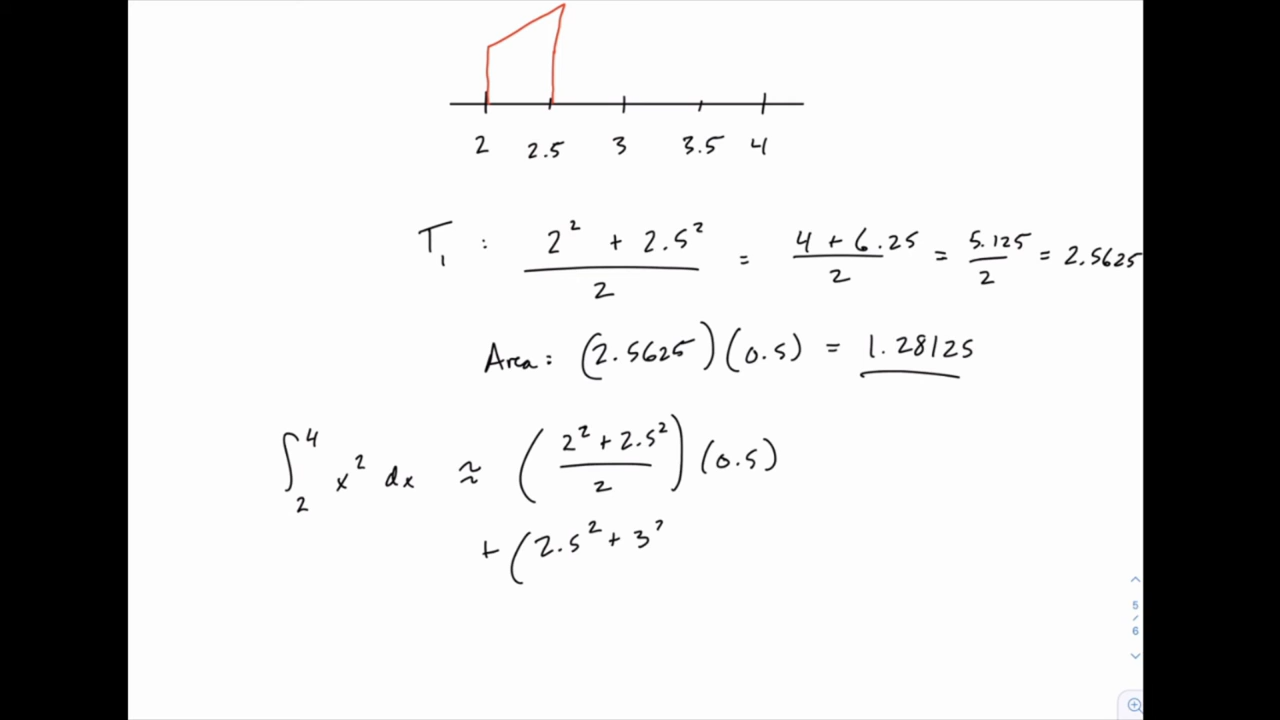 2 2.5 3 3.5 4
T₁ : (2² + 2.5²)/2 = (4 + 6.25)/2 = 5.125/2 = 2.5625
Area: (2.5625)(0.5) = 1.28125
∫₂⁴ x² dx ≈ ((2² + 2.5²)/2)(0.5)
+ (2.5² + 3²
5
/
6